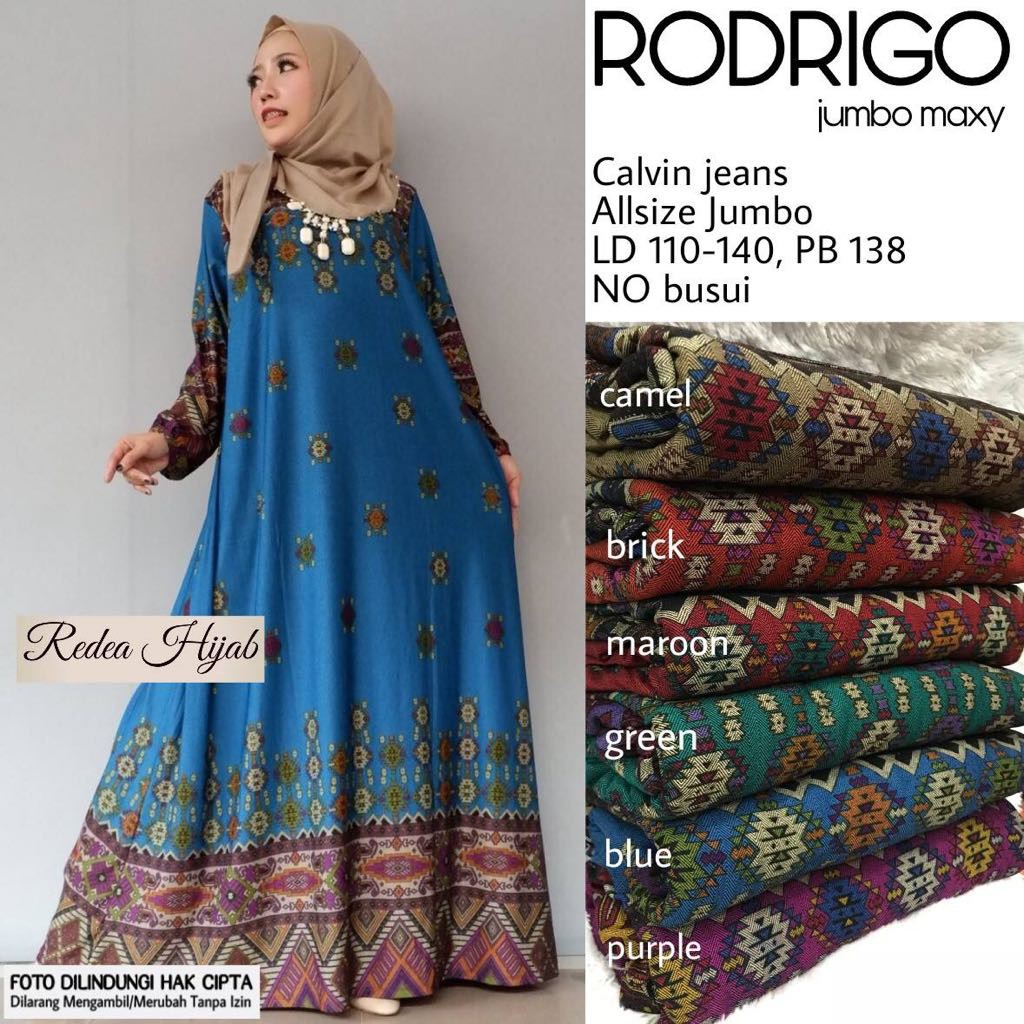 RODRIGO
jumbo maxy
Calvin jeans
Allsize Jumbo
LD 110-140, PB 138
NO busui
camel
brick
maroon
green
blue
purple
Redea Hijab
FOTO DILINDUNGI HAK CIPTA
Dilarang Mengambil/Merubah Tanpa Izin